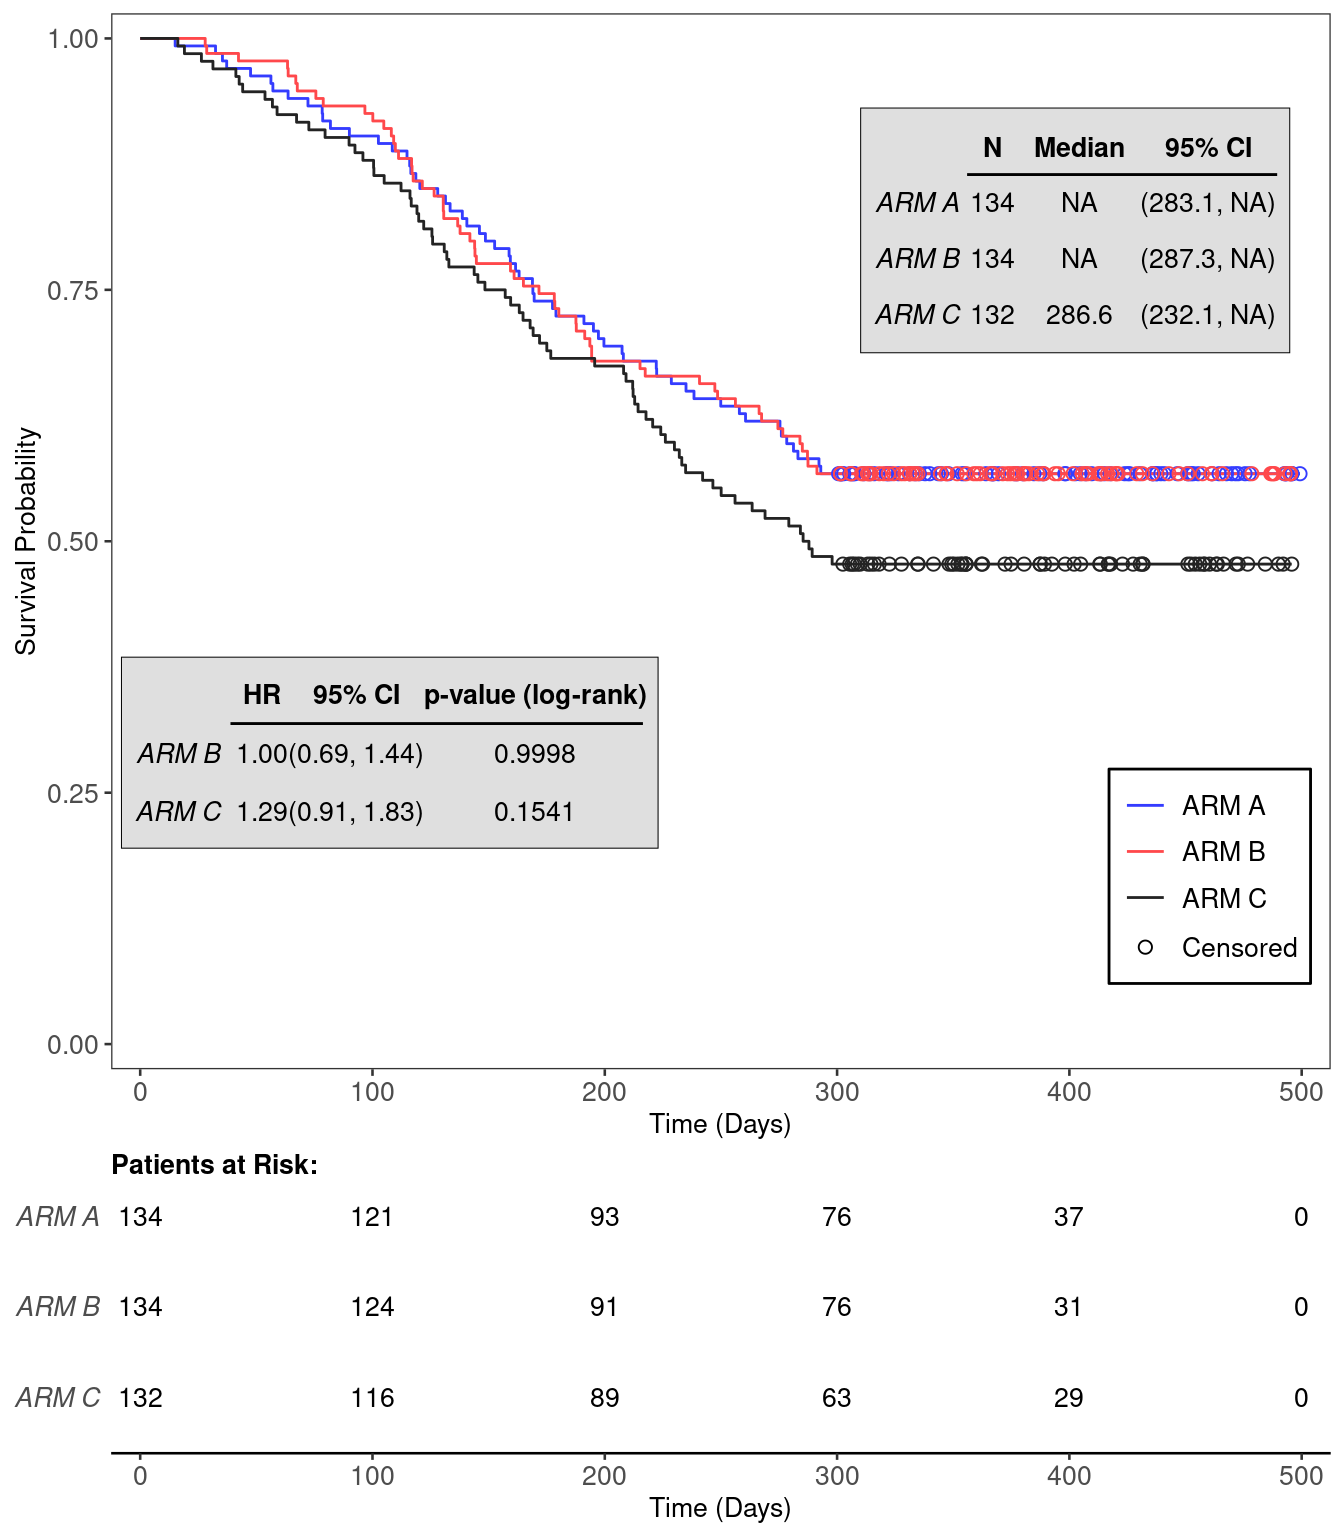 1.00
0.75
0.50
0.25
0.00
Survival Probability
N Median 95% CI
ARM A 134 NA (283.1, NA)
ARM B 134 NA (287.3, NA)
ARM C 132 286.6 (232.1, NA)
HR 95% CI p-value (log-rank)
ARM B 1.00 (0.69, 1.44) 0.9998
ARM C 1.29 (0.91, 1.83) 0.1541
ARM A
ARM B
ARM C
Censored
0 100 200 300 400 500
Time (Days)
Patients at Risk:
ARM A 134 121 93 76 37 0
ARM B 134 124 91 76 31 0
ARM C 132 116 89 63 29 0
0 100 200 300 400 500
Time (Days)